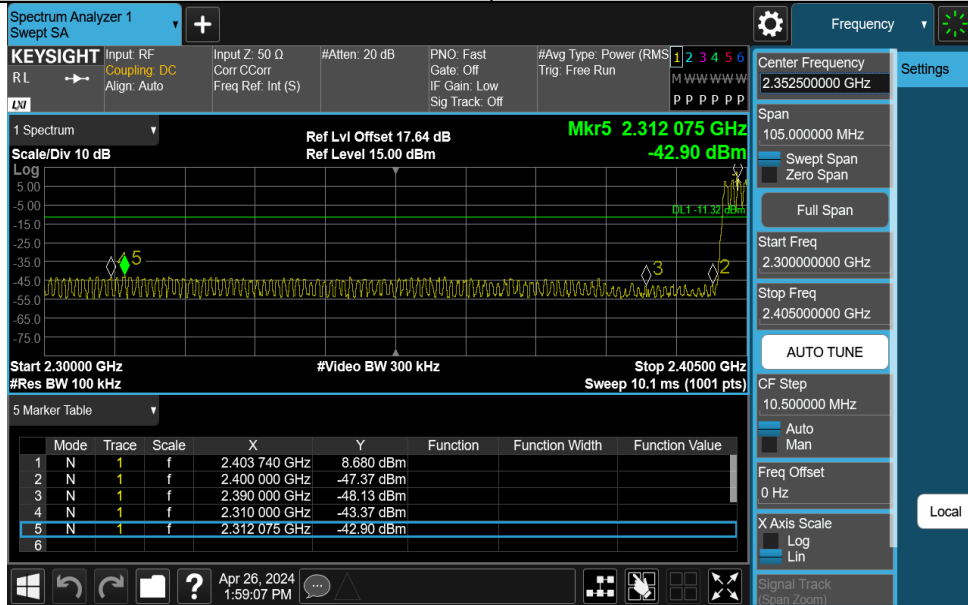 Spectrum Analyzer 1
Swept SA
+
Frequency
KEYSIGHT
RL
LXI
Input: RF
Coupling: DC
Align: Auto
Input Z: 50 Ω
Corr CCorr
Freq Ref: Int (S)
#Atten: 20 dB
PNO: Fast
Gate: Off
IF Gain: Low
Sig Track: Off
#Avg Type: Power (RMS
Trig: Free Run
1 2 3 4 5 6
M W W W W W
P P P P P P
1 Spectrum
Scale/Div 10 dB
Ref Lvl Offset 17.64 dB
Ref Level 15.00 dBm
Mkr5 2.312 075 GHz
-42.90 dBm
Log
5.00
-5.00
-15.0
-25.0
-35.0
-45.0
-55.0
-65.0
-75.0
DL1 -11.32 dBm
5
3
2
Start 2.30000 GHz
#Video BW 300 kHz
Stop 2.40500 GHz
#Res BW 100 kHz
Sweep 10.1 ms (1001 pts)
5 Marker Table
Mode Trace Scale X Y Function Function Width Function Value
1 N 1 f 2.403 740 GHz 8.680 dBm
2 N 1 f 2.400 000 GHz -47.37 dBm
3 N 1 f 2.390 000 GHz -48.13 dBm
4 N 1 f 2.310 000 GHz -43.37 dBm
5 N 1 f 2.312 075 GHz -42.90 dBm
6
?
Apr 26, 2024
1:59:07 PM
Center Frequency
2.352500000 GHz
Settings
Span
105.000000 MHz
Swept Span
Zero Span
Full Span
Start Freq
2.300000000 GHz
Stop Freq
2.405000000 GHz
AUTO TUNE
CF Step
10.500000 MHz
Auto
Man
Freq Offset
0 Hz
Local
X Axis Scale
Log
Lin
Signal Track
(Span Zoom)